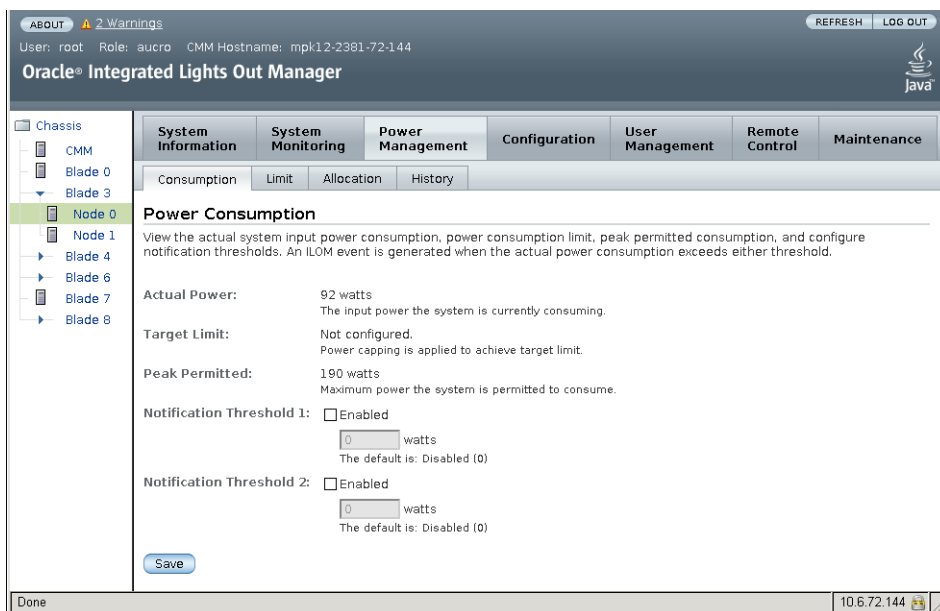 ABOUT 2 Warnings REFRESH LOG OUT
User: root Role: aucro CMM Hostname: mpk12-2381-72-144
Oracle® Integrated Lights Out Manager
Java™
Chassis
CMM
Blade 0
Blade 3
Node 0
Node 1
Blade 4
Blade 6
Blade 7
Blade 8
System Information
System Monitoring
Power Management
Configuration
User Management
Remote Control
Maintenance
Consumption Limit Allocation History
Power Consumption
View the actual system input power consumption, power consumption limit, peak permitted consumption, and configure
notification thresholds. An ILOM event is generated when the actual power consumption exceeds either threshold.
Actual Power: 92 watts
The input power the system is currently consuming.
Target Limit: Not configured.
Power capping is applied to achieve target limit.
Peak Permitted: 190 watts
Maximum power the system is permitted to consume.
Notification Threshold 1: Enabled
0 watts
The default is: Disabled (0)
Notification Threshold 2: Enabled
0 watts
The default is: Disabled (0)
Save
Done 10.6.72.144